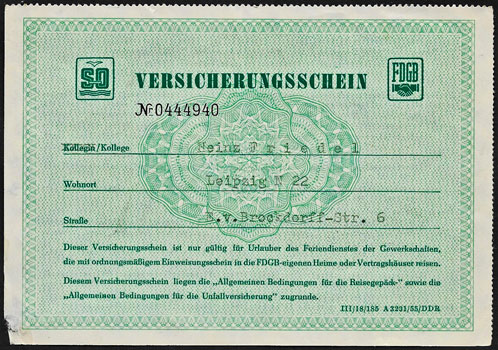 SO
VERSICHERUNGSSCHEIN
FDGB
№ 0444940
Kollegin/Kollege Heinz Friedel
Wohnort Leipzig N 22
Straße E.v.Brockdorff-Str. 6
Dieser Versicherungsschein ist nur gültig für Urlauber des Feriendienstes der Gewerkschaften,
die mit ordnungsmäßigem Einweisungsschein in die FDGB-eigenen Heime oder Vertragshäuser reisen.
Diesem Versicherungsschein liegen die „Allgemeinen Bedingungen für die Reisegepäck-" sowie die
„Allgemeinen Bedingungen für die Unfallversicherung" zugrunde.
III/18/185 A 3231/55/DDR